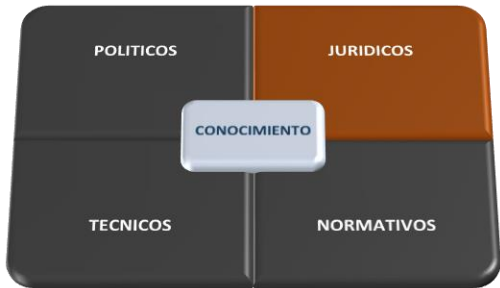 POLITICOS
JURIDICOS
CONOCIMIENTO
TECNICOS
NORMATIVOS